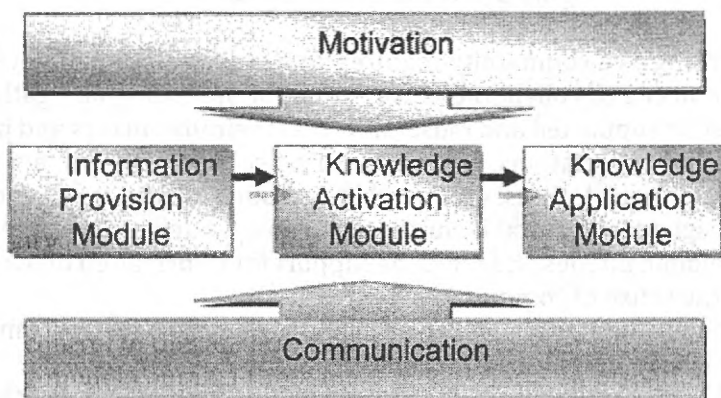 Motivation
Information Provision Module
Knowledge Activation Module
Knowledge Application Module
Communication